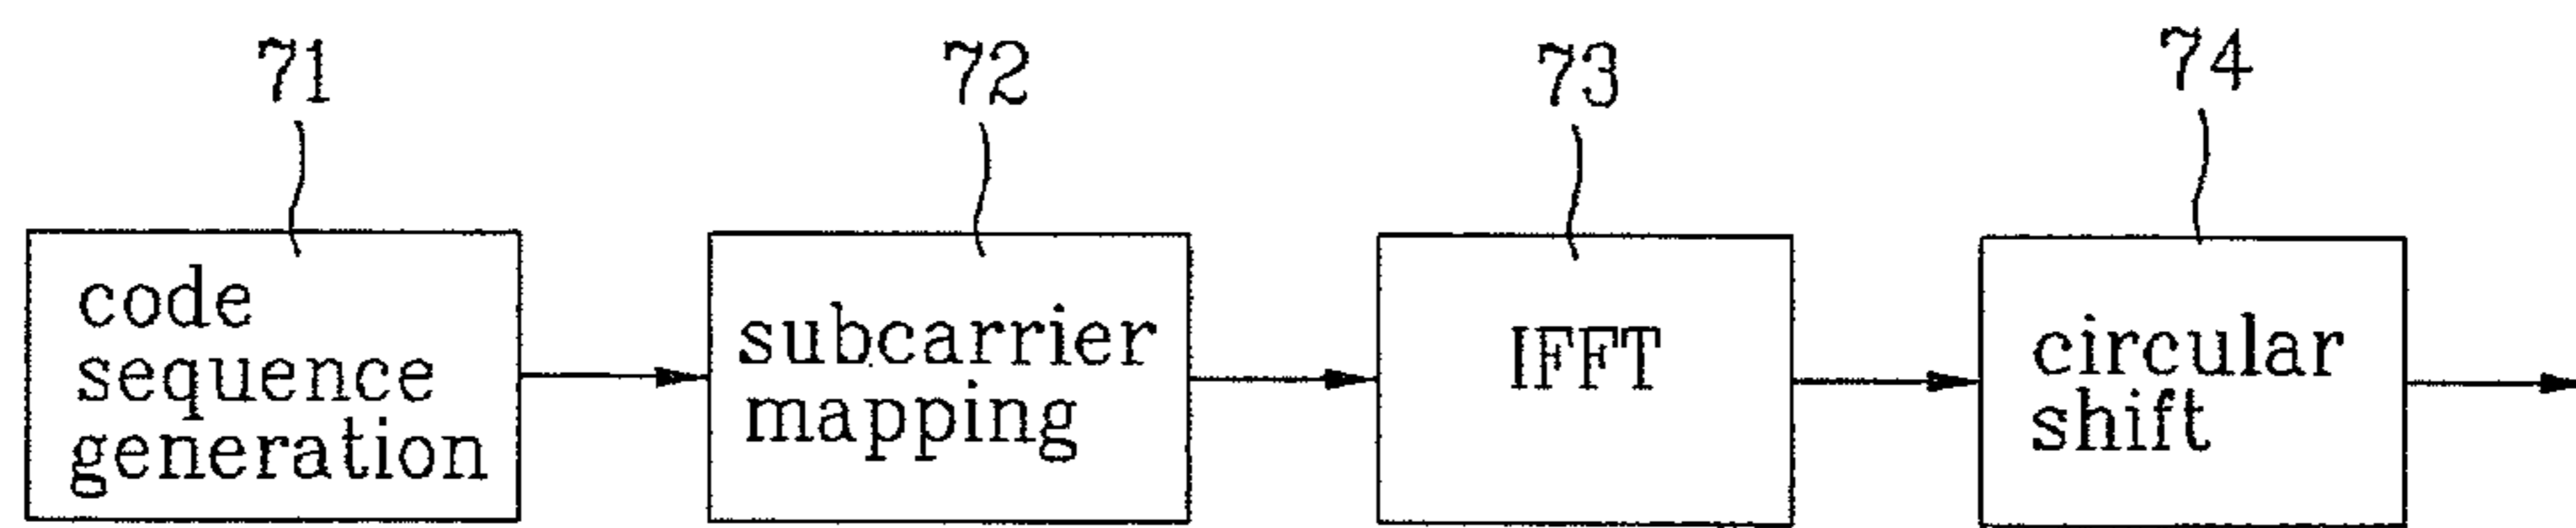 71
72
73
74
code
sequence
generation
subcarrier
mapping
IFFT
circular
shift